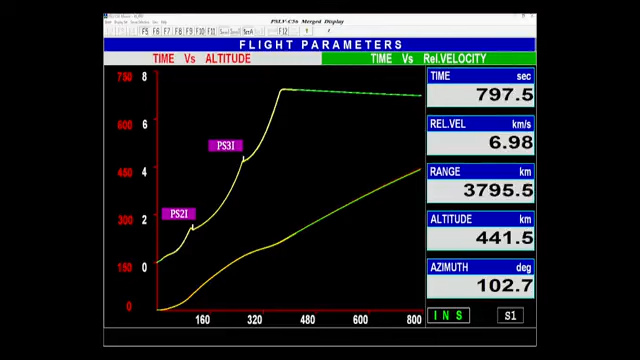 PSLV-C56 Merged Display
F5 F6 F7 F8 F9 F10 F11 F12
FLIGHT PARAMETERS
TIME Vs ALTITUDE
TIME Vs Rel.VELOCITY
750 8
600 6
450 4
300 2
150 0
0
PS3I
PS2I
160 320 480 640 800
TIME sec
797.5
REL.VEL km/s
6.98
RANGE km
3795.5
ALTITUDE km
441.5
AZIMUTH deg
102.7
INS S1